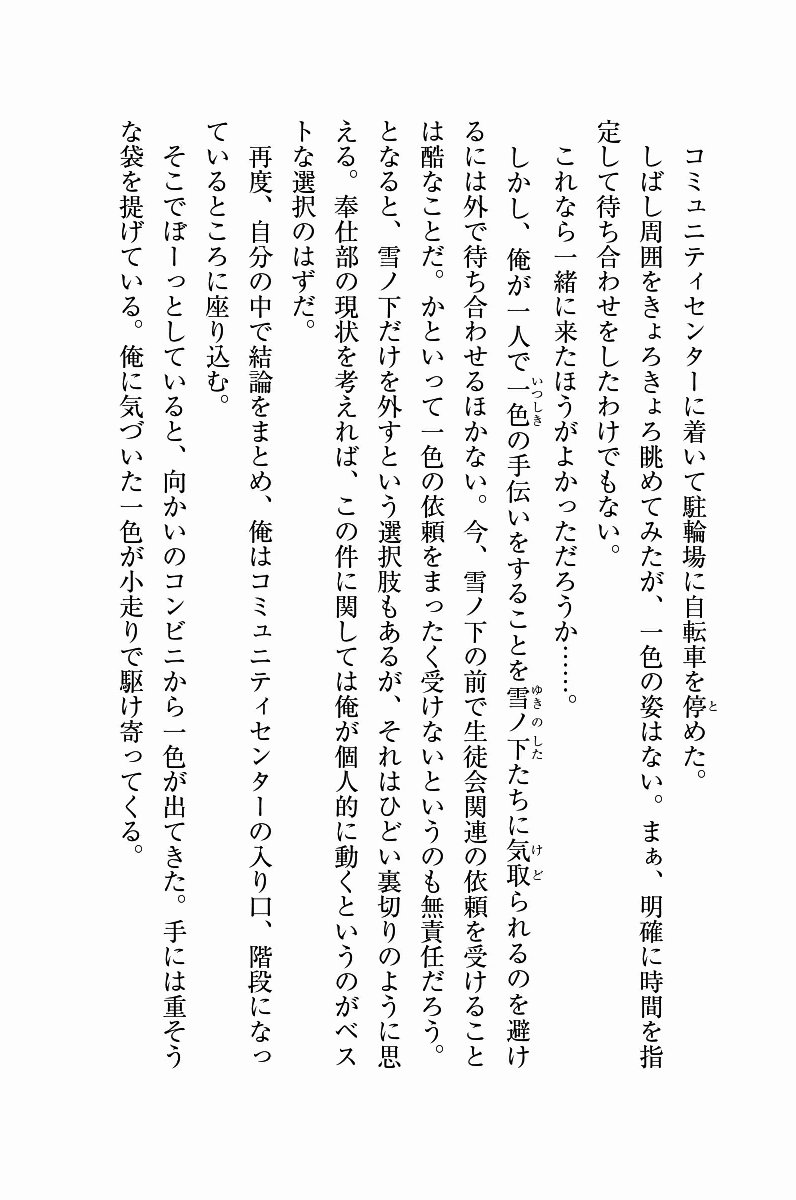 コミュニティセンターに着いて駐輪場に自転車を停めた。
しばし周囲をきょろきょろ眺めてみたが、一色の姿はない。まぁ、明確に時間を指
定して待ち合わせをしたわけでもない。
これなら一緒に来たほうがよかっただろうか……。
しかし、俺が一人で一色の手伝いをすることを雪ノ下たちに気取られるのを避け
るには外で待ち合わせるほかない。今、雪ノ下の前で生徒会関連の依頼を受けること
は酷なことだ。かといって一色の依頼をまったく受けないというのも無責任だろう。
となると、雪ノ下だけを外すという選択肢もあるが、それはひどい裏切りのように思
える。奉仕部の現状を考えれば、この件に関しては俺が個人的に動くというのがベス
トな選択のはずだ。
再度、自分の中で結論をまとめ、俺はコミュニティセンターの入り口、階段になっ
ているところに座り込む。
そこでぼーっとしていると、向かいのコンビニから一色が出てきた。手には重そう
な袋を提げている。俺に気づいた一色が小走りで駆け寄ってくる。